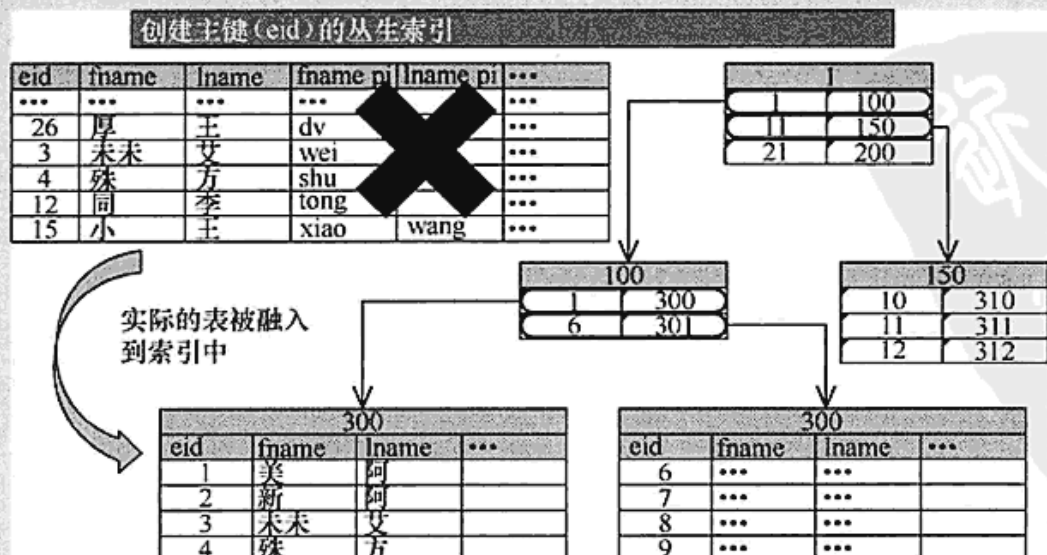 创建主键(eid)的丛生索引
eid fname lname fname pi lname pi •••
••• ••• ••• ••• •••
26 厚 王 dv •••
3 未未 艾 wei •••
4 殊 方 shu •••
12 同 李 tong •••
15 小 王 xiao wang •••
1
1 100
11 150
21 200
实际的表被融入
到索引中
100
1 300
6 301
150
10 310
11 311
12 312
300
eid fname lname •••
1 美 阿
2 新 阿
3 未未 艾
4 殊 方
300
eid fname lname •••
6 ••• •••
7 ••• •••
8 ••• •••
9 ••• •••